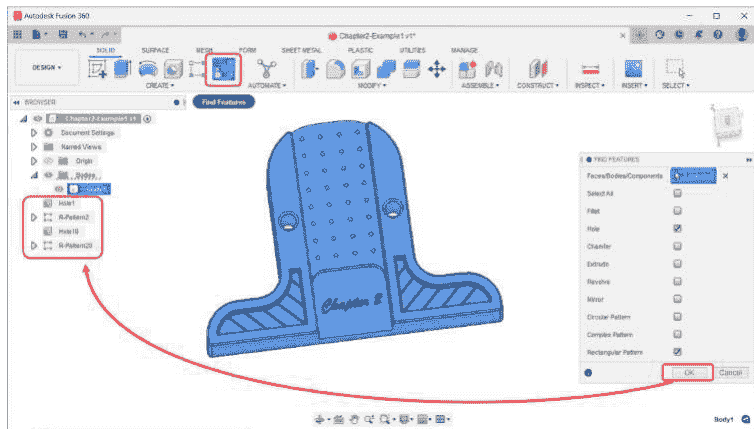 Autodesk Fusion 360
Chapter2-Example1 v1*
SOLID SURFACE MESH FORM SHEET METAL PLASTIC UTILITIES MANAGE
DESIGN
CREATE AUTOMATE MODIFY ASSEMBLE CONSTRUCT INSPECT INSERT SELECT
BROWSER
Find Features
Chapter2-Example1 v1
Document Settings
Named Views
Origin
Bodies
Hole1
R-Pattern2
Hole10
R-Pattern20
Chapter 2
FIND FEATURES
Faces/Bodies/Components
Select All
Fillet
Hole
Chamfer
Extrude
Revolve
Mirror
Circular Pattern
Complex Pattern
Rectangular Pattern
OK Cancel
Body1